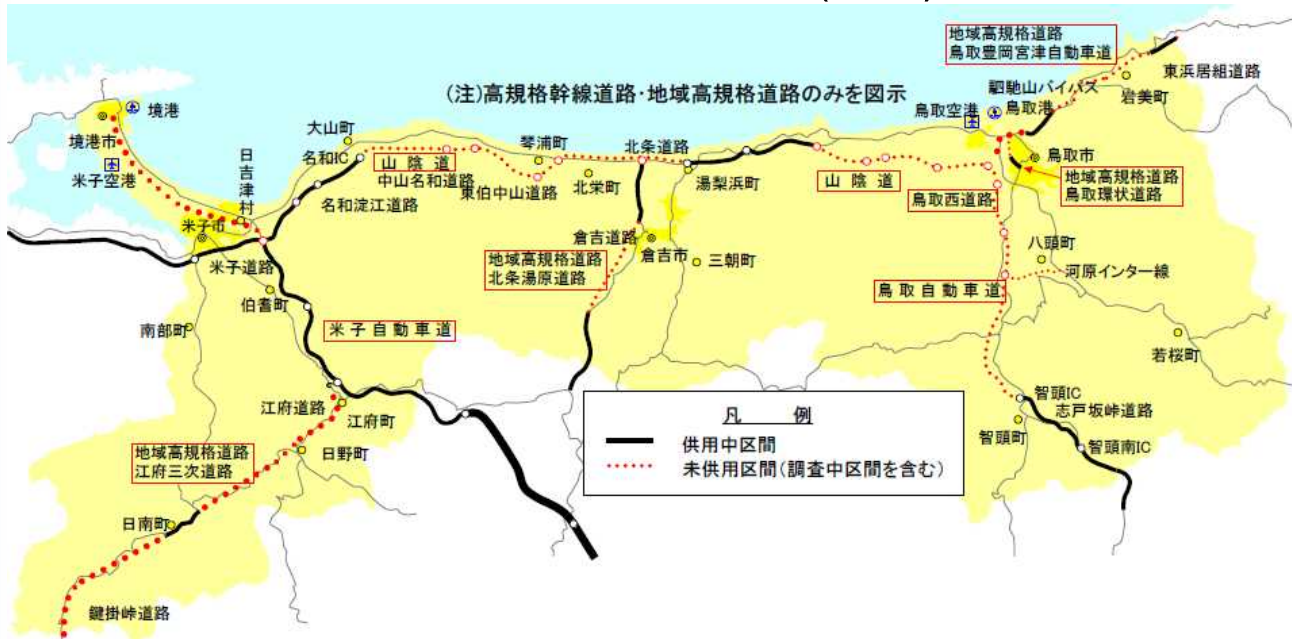 (注)高規格幹線道路・地域高規格道路のみを図示
地域高規格道路
鳥取豊岡宮津自動車道
東浜居組道路
駟馳山バイパス
岩美町
鳥取港
鳥取空港
鳥取市
地域高規格道路
鳥取環状道路
境港
境港市
米子空港
日吉津村
米子市
米子道路
大山町
名和IC
山陰道
中山名和道路
名和淀江道路
琴浦町
東伯中山道路
北条道路
北栄町
湯梨浜町
山陰道
鳥取西道路
倉吉道路
倉吉市
地域高規格道路
北条湯原道路
三朝町
八頭町
河原インター線
鳥取自動車道
若桜町
伯耆町
南部町
米子自動車道
江府道路
江府町
日野町
地域高規格道路
江府三次道路
日南町
鍵掛峠道路
智頭IC
志戸坂峠道路
智頭町
智頭南IC
凡 例
供用中区間
未供用区間(調査中区間を含む)